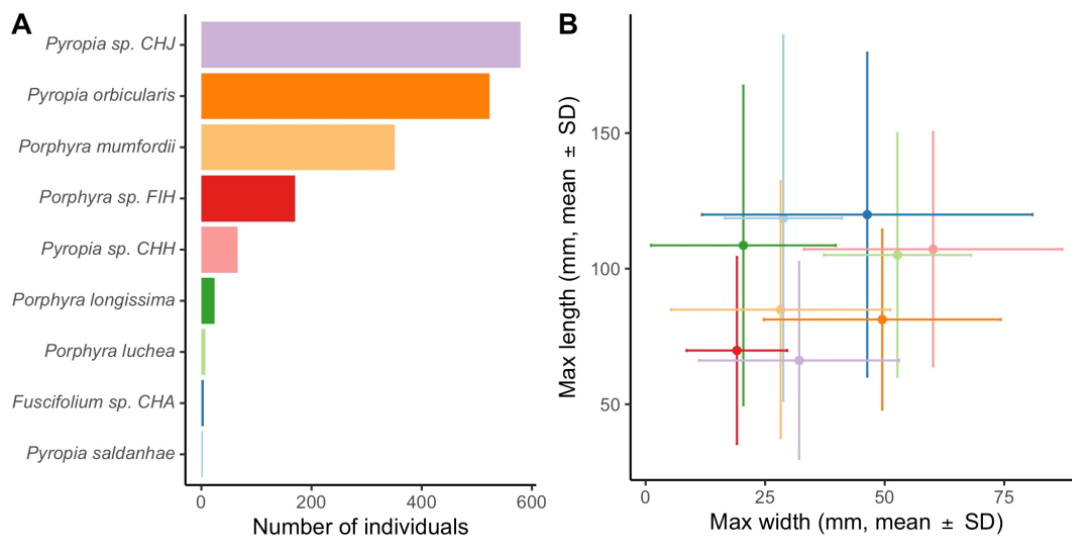 A
Pyropia sp. CHJ
Pyropia orbicularis
Porphyra mumfordii
Porphyra sp. FIH
Pyropia sp. CHH
Porphyra longissima
Porphyra luchea
Fuscifolium sp. CHA
Pyropia saldanhae
0 200 400 600
Number of individuals
B
Max length (mm, mean ± SD)
150
100
50
0 25 50 75
Max width (mm, mean ± SD)